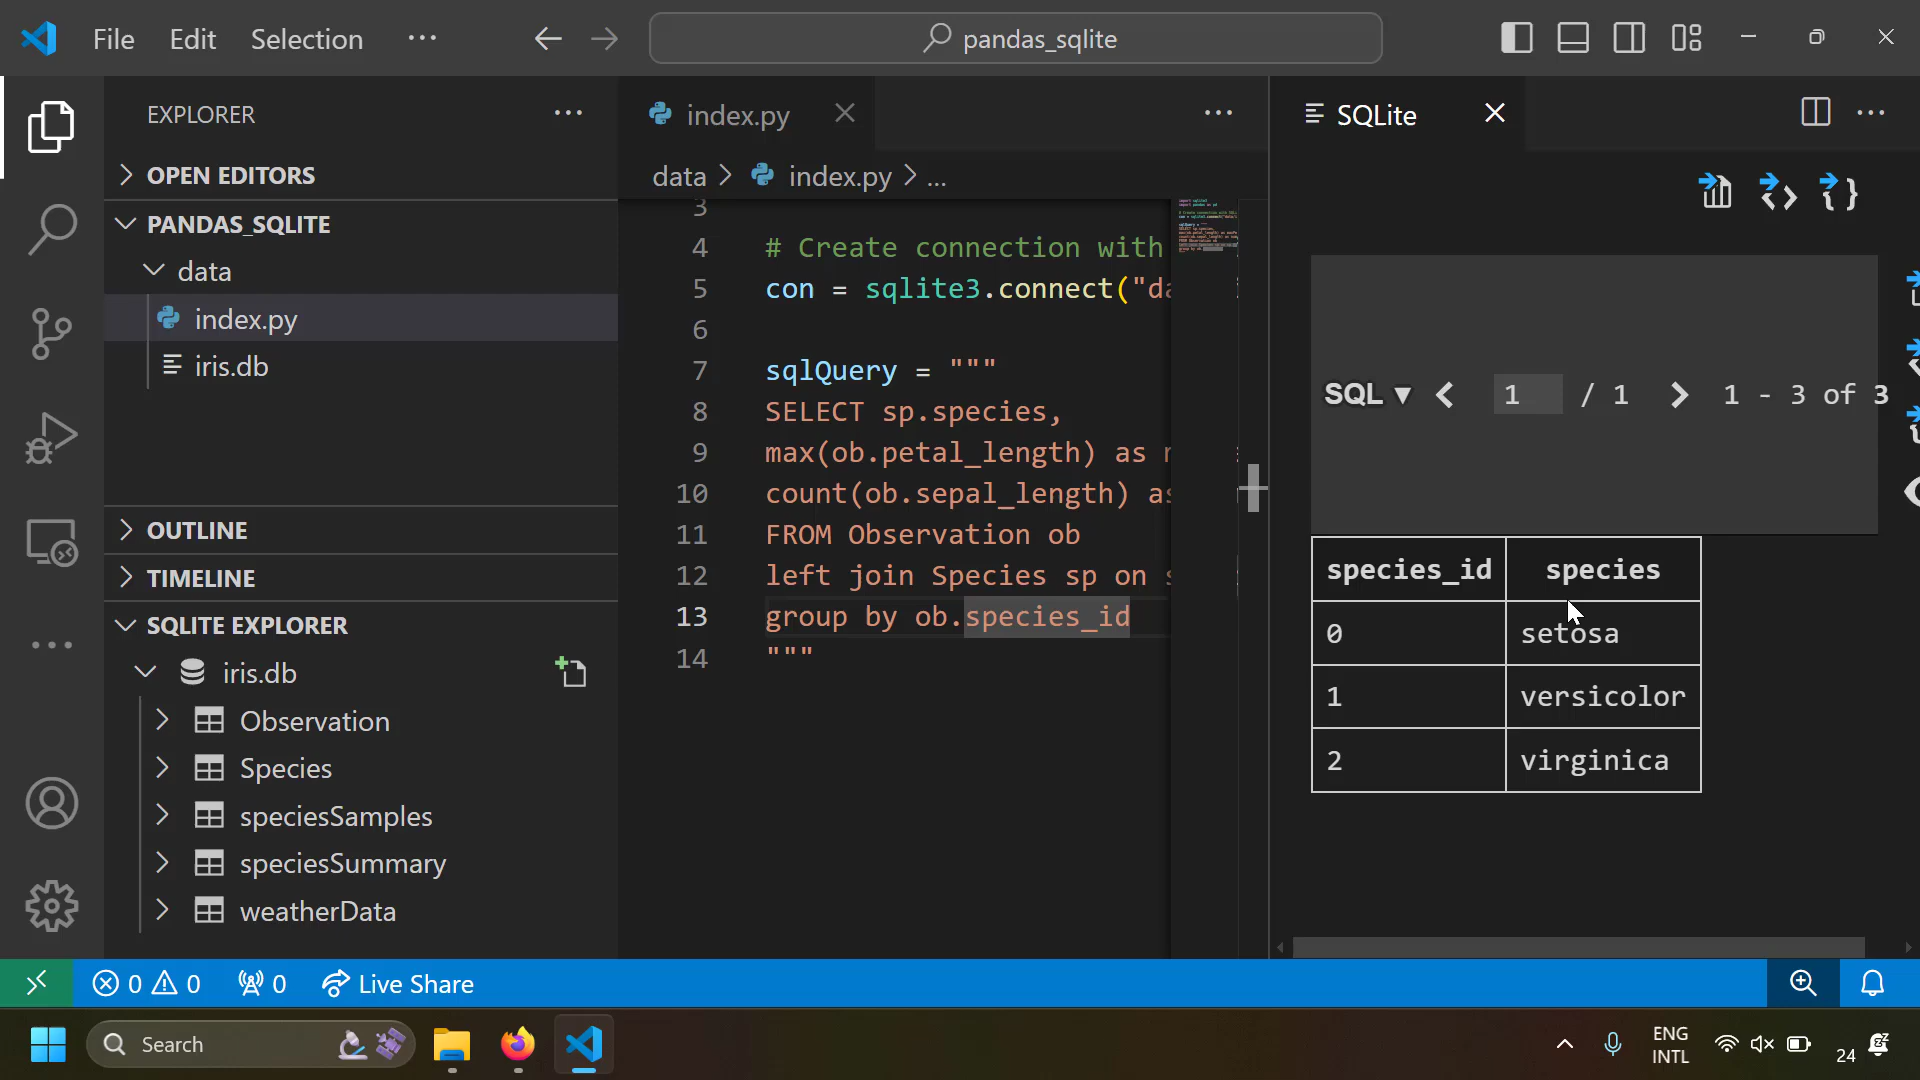 File Edit Selection ...
pandas_sqlite
EXPLORER
OPEN EDITORS
PANDAS_SQLITE
data
index.py
iris.db
OUTLINE
TIMELINE
SQLITE EXPLORER
iris.db
Observation
Species
speciesSamples
speciesSummary
weatherData
index.py
data > index.py > ...
3
4 # Create connection with
5 con = sqlite3.connect("da
6
7 sqlQuery = """
8 SELECT sp.species,
9 max(ob.petal_length) as
10 count(ob.sepal_length) as
11 FROM Observation ob
12 left join Species sp on s
13 group by ob.species_id
14 """
SQLite
SQL ▼ 1 / 1 1 - 3 of 3
species_id species
0 setosa
1 versicolor
2 virginica
0 0 0 Live Share
Search
ENG
INTL
24